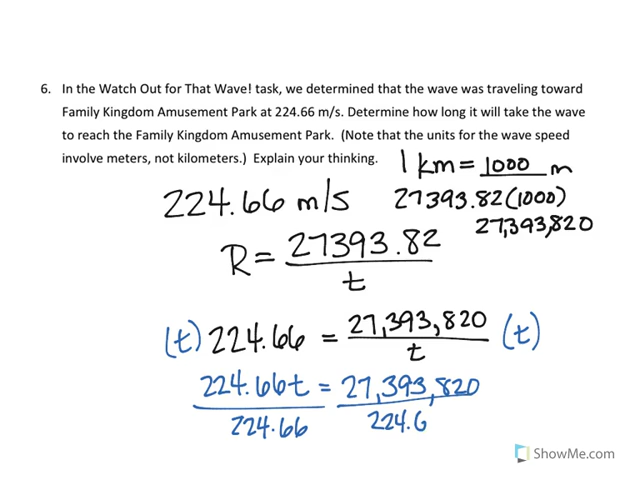 6. In the Watch Out for That Wave! task, we determined that the wave was traveling toward
Family Kingdom Amusement Park at 224.66 m/s. Determine how long it will take the wave
to reach the Family Kingdom Amusement Park. (Note that the units for the wave speed
involve meters, not kilometers.) Explain your thinking.
1 km = 1000 m
224.66 m/s
27393.82 (1000)
27,393,820
R = 27393.82 / t
(t) 224.66 = 27,393,820 / t (t)
224.66t = 27,393,820
224.66 224.6
ShowMe.com